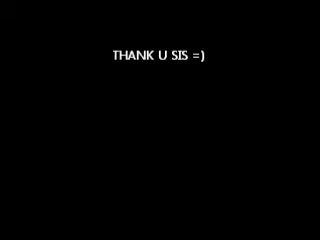 THANK U SIS =)